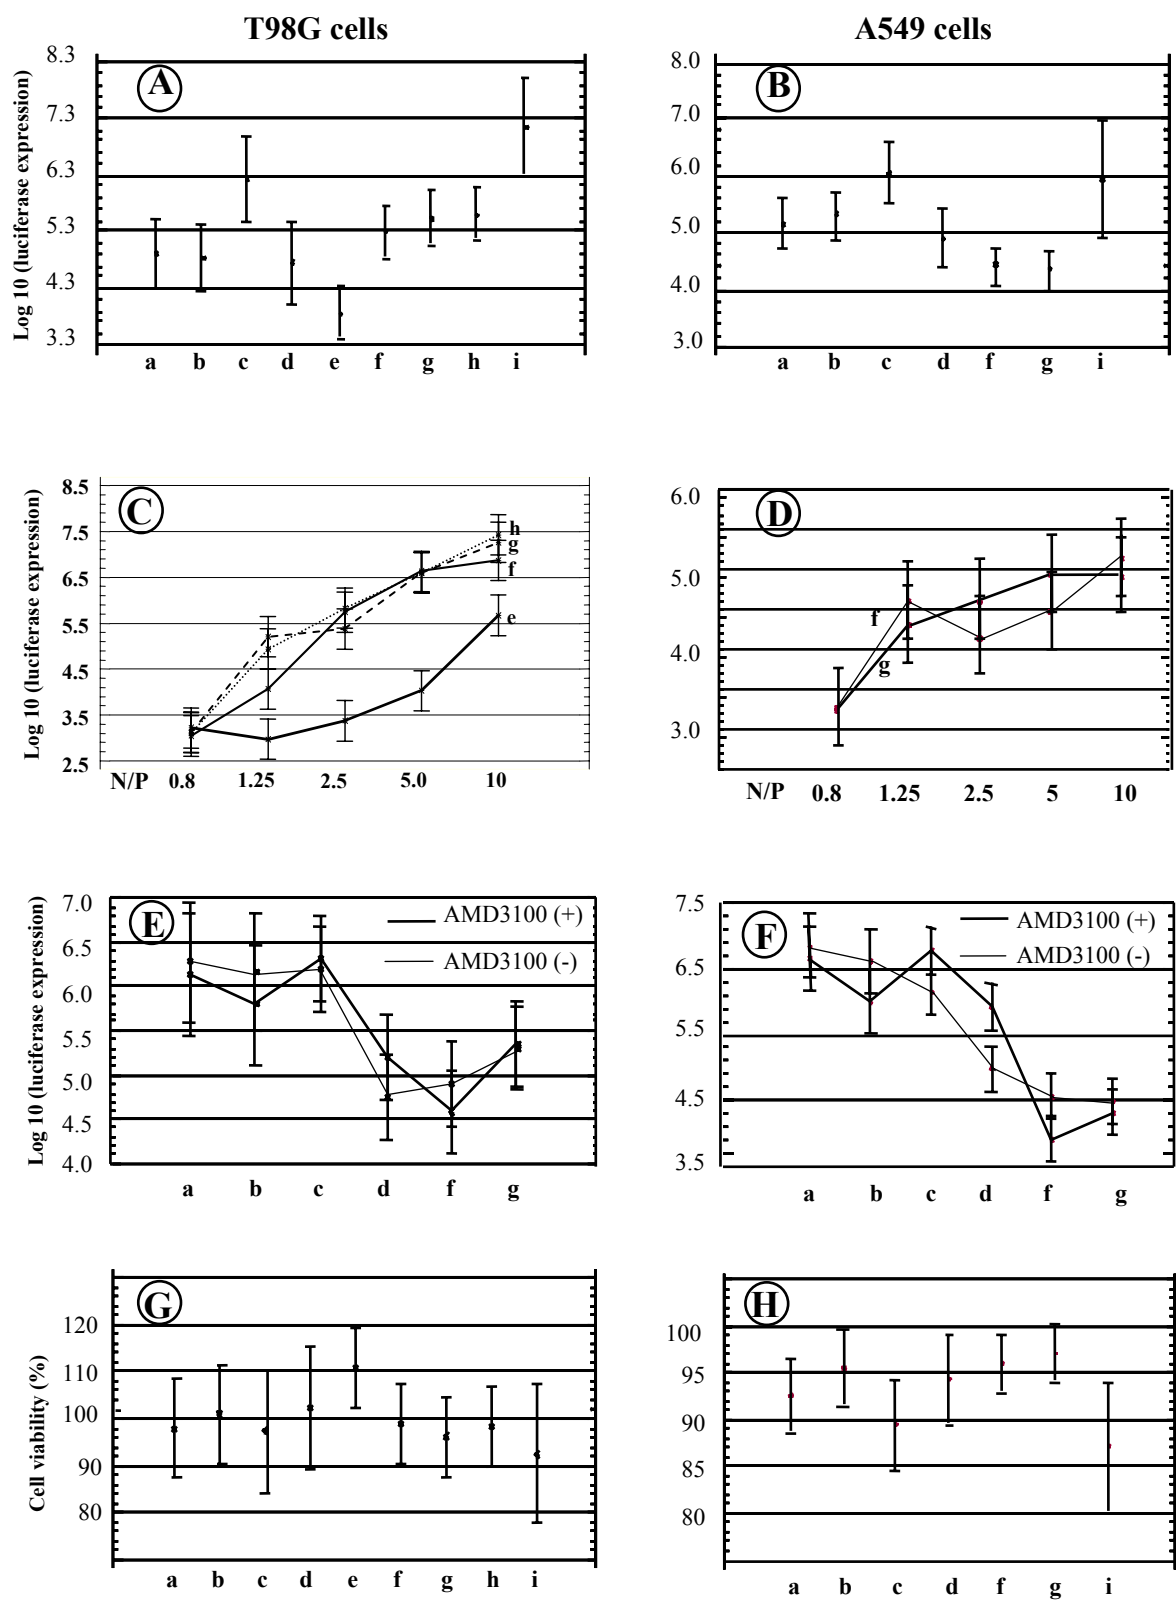 T98G cells
A549 cells
A
Log 10 (luciferase expression)
8.3
7.3
6.3
5.3
4.3
3.3
a b c d e f g h i
B
8.0
7.0
6.0
5.0
4.0
3.0
a b c d f g i
C
Log 10 (luciferase expression)
8.5
7.5
6.5
5.5
4.5
3.5
2.5
h
g
f
e
N/P 0.8 1.25 2.5 5.0 10
D
6.0
5.0
4.0
3.0
f
g
N/P 0.8 1.25 2.5 5 10
E
AMD3100 (+)
AMD3100 (-)
Log 10 (luciferase expression)
7.0
6.5
6.0
5.5
5.0
4.5
4.0
a b c d f g
F
AMD3100 (+)
AMD3100 (-)
7.5
6.5
5.5
4.5
3.5
a b c d f g
G
Cell viability (%)
120
110
100
90
80
a b c d e f g h i
H
100
95
90
85
80
a b c d f g i